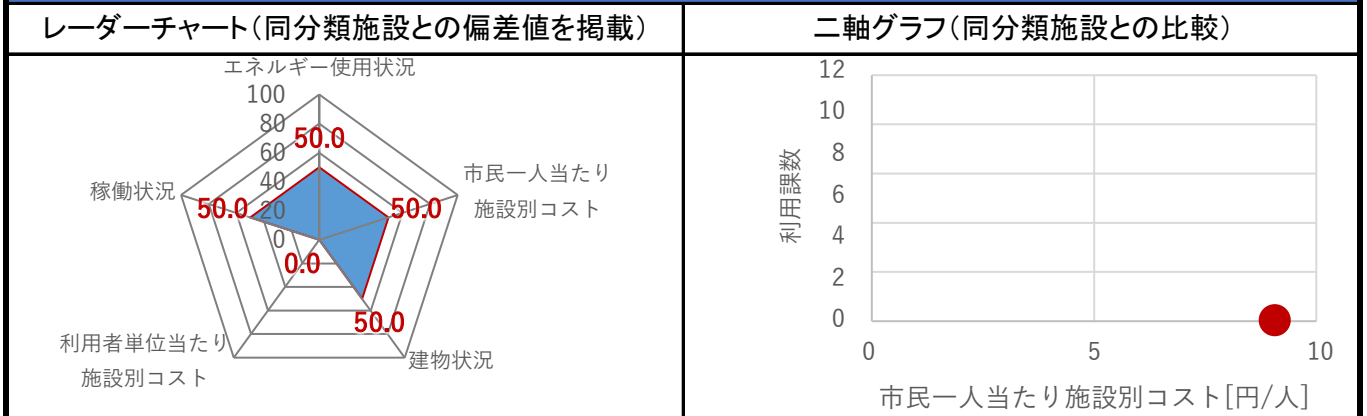 レーダーチャート(同分類施設との偏差値を掲載)
二軸グラフ(同分類施設との比較)
エネルギー使用状況
100
80
60
40
20
0
50.0
市民一人当たり
施設別コスト
50.0
建物状況
50.0
利用者単位当たり
施設別コスト
0.0
稼働状況
50.0
12
10
8
6
4
2
0
利用課数
0
5
10
市民一人当たり施設別コスト[円/人]